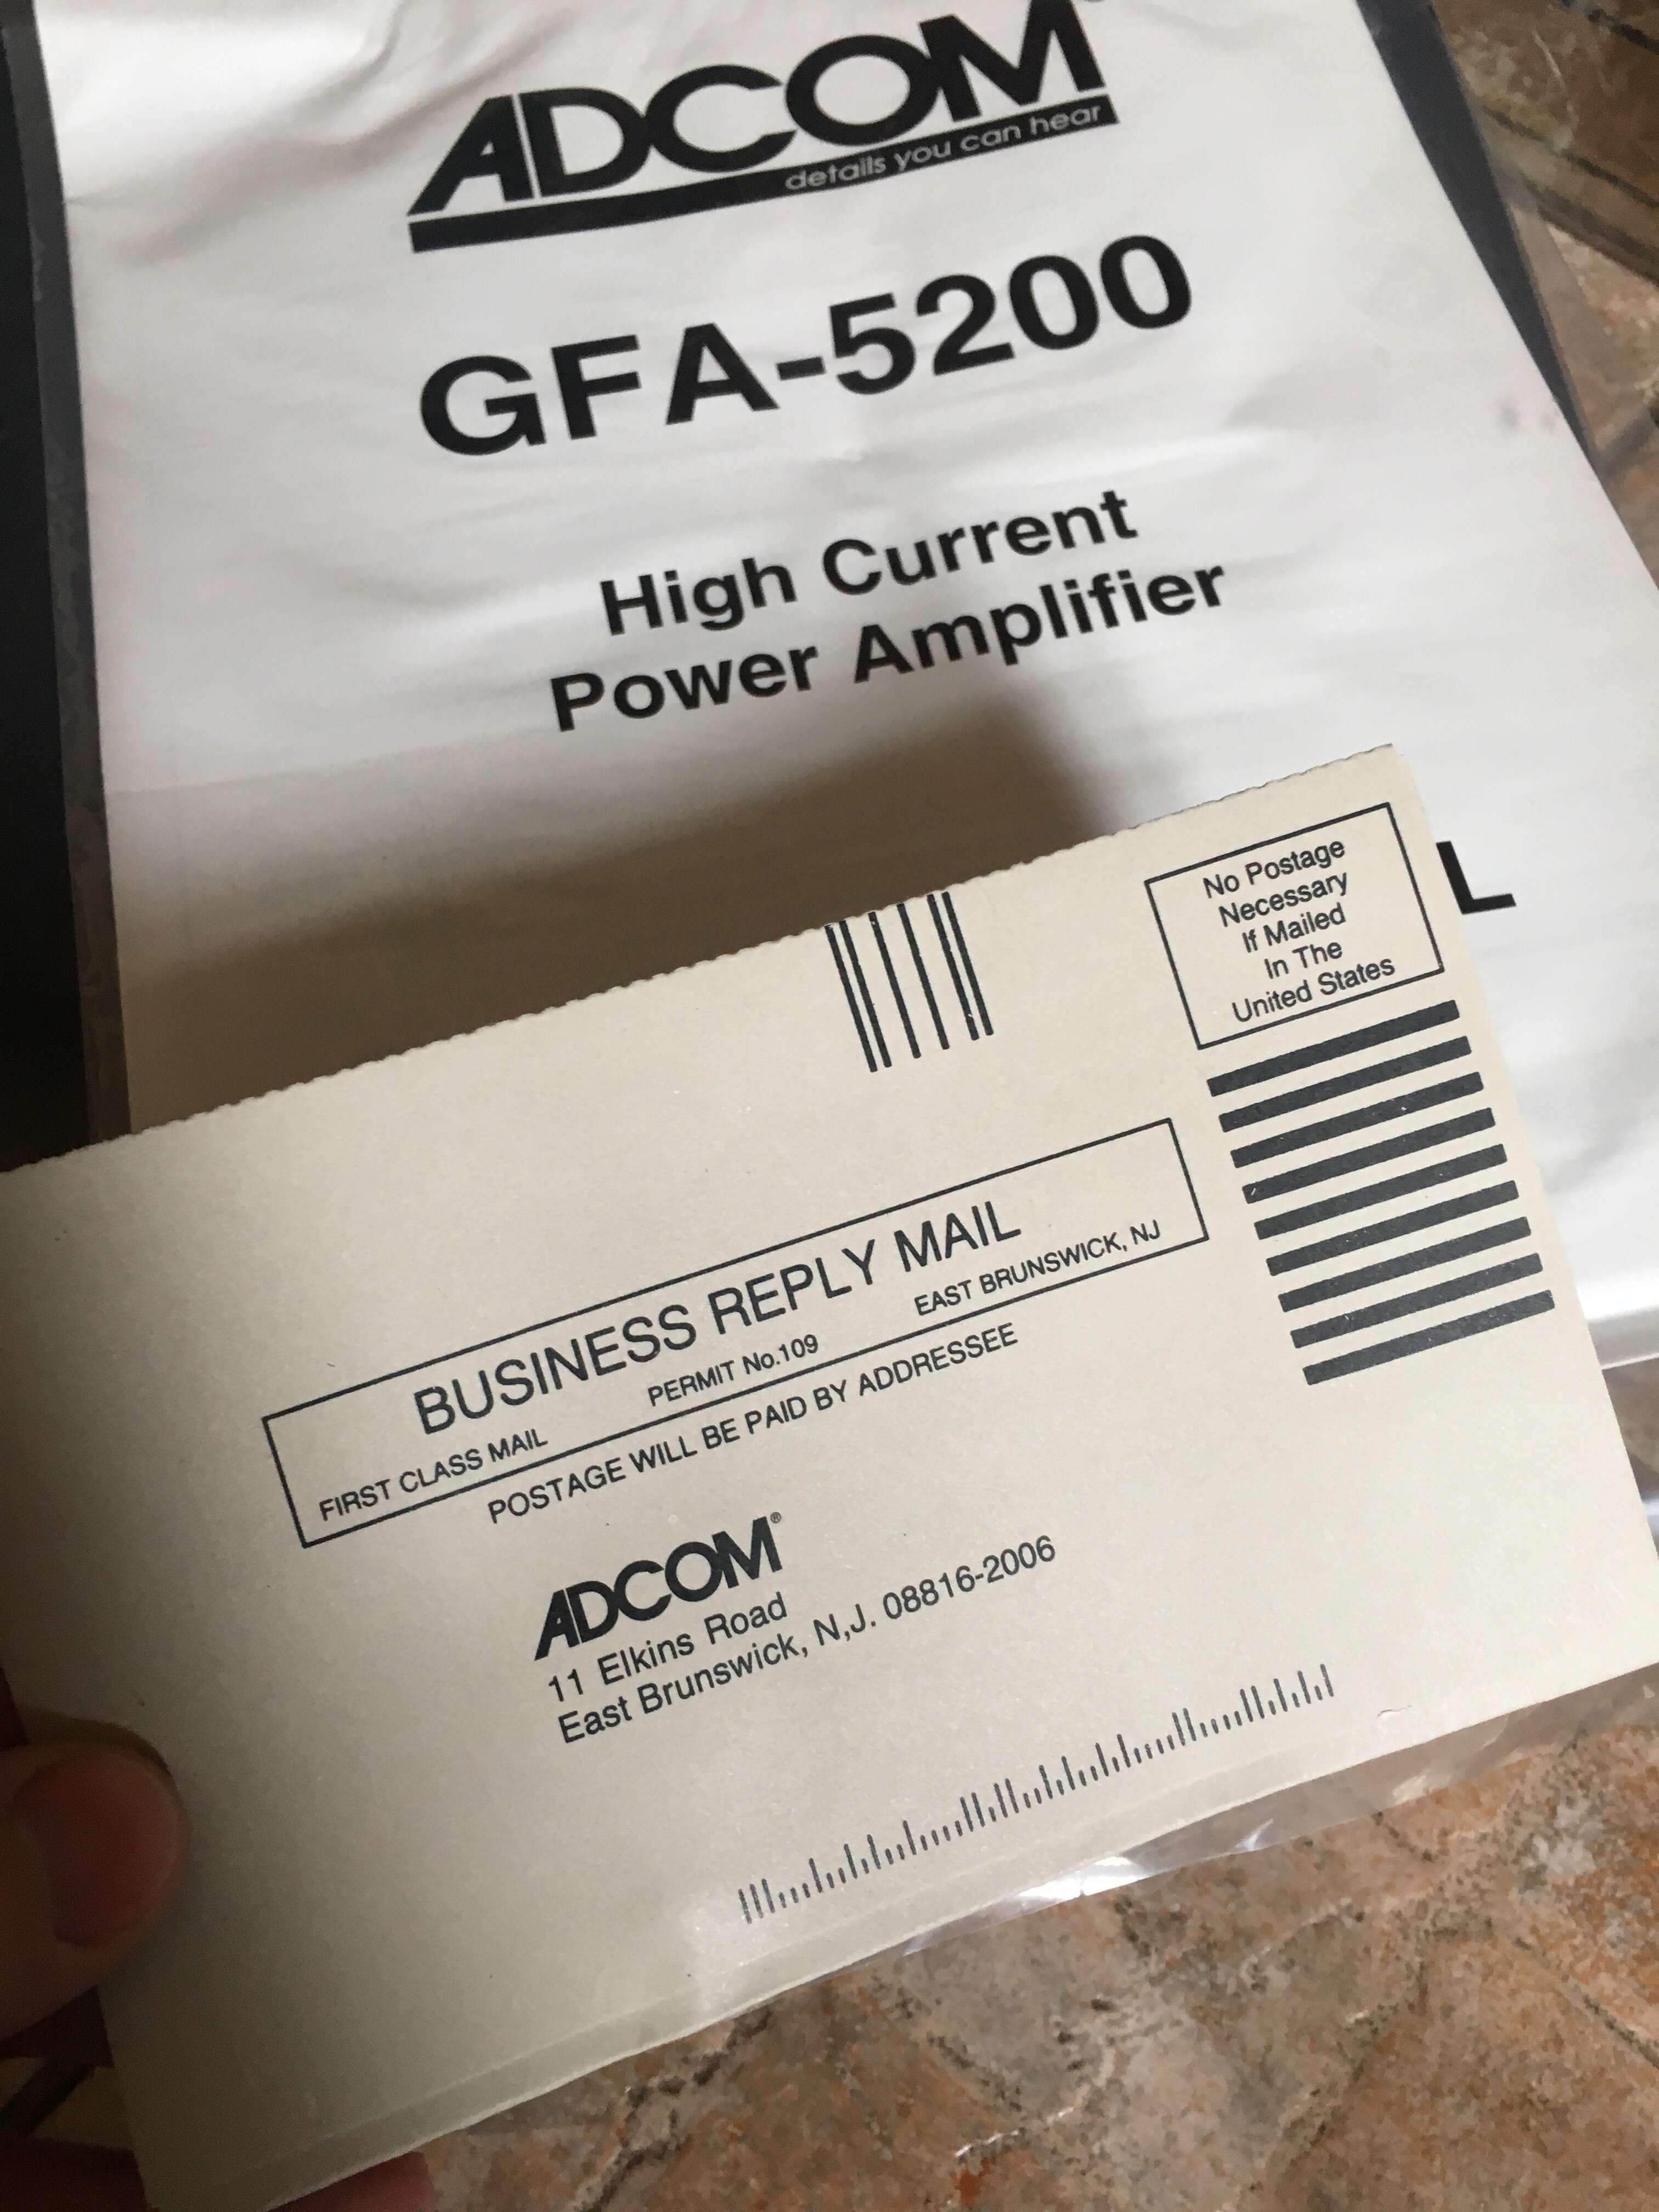 ADCOM
details you can hear
GFA-5200
High Current
Power Amplifier
L
No Postage
Necessary
If Mailed
In The
United States
BUSINESS REPLY MAIL
FIRST CLASS MAIL PERMIT No.109 EAST BRUNSWICK, NJ
POSTAGE WILL BE PAID BY ADDRESSEE
ADCOM®
11 Elkins Road
East Brunswick, N,J. 08816-2006